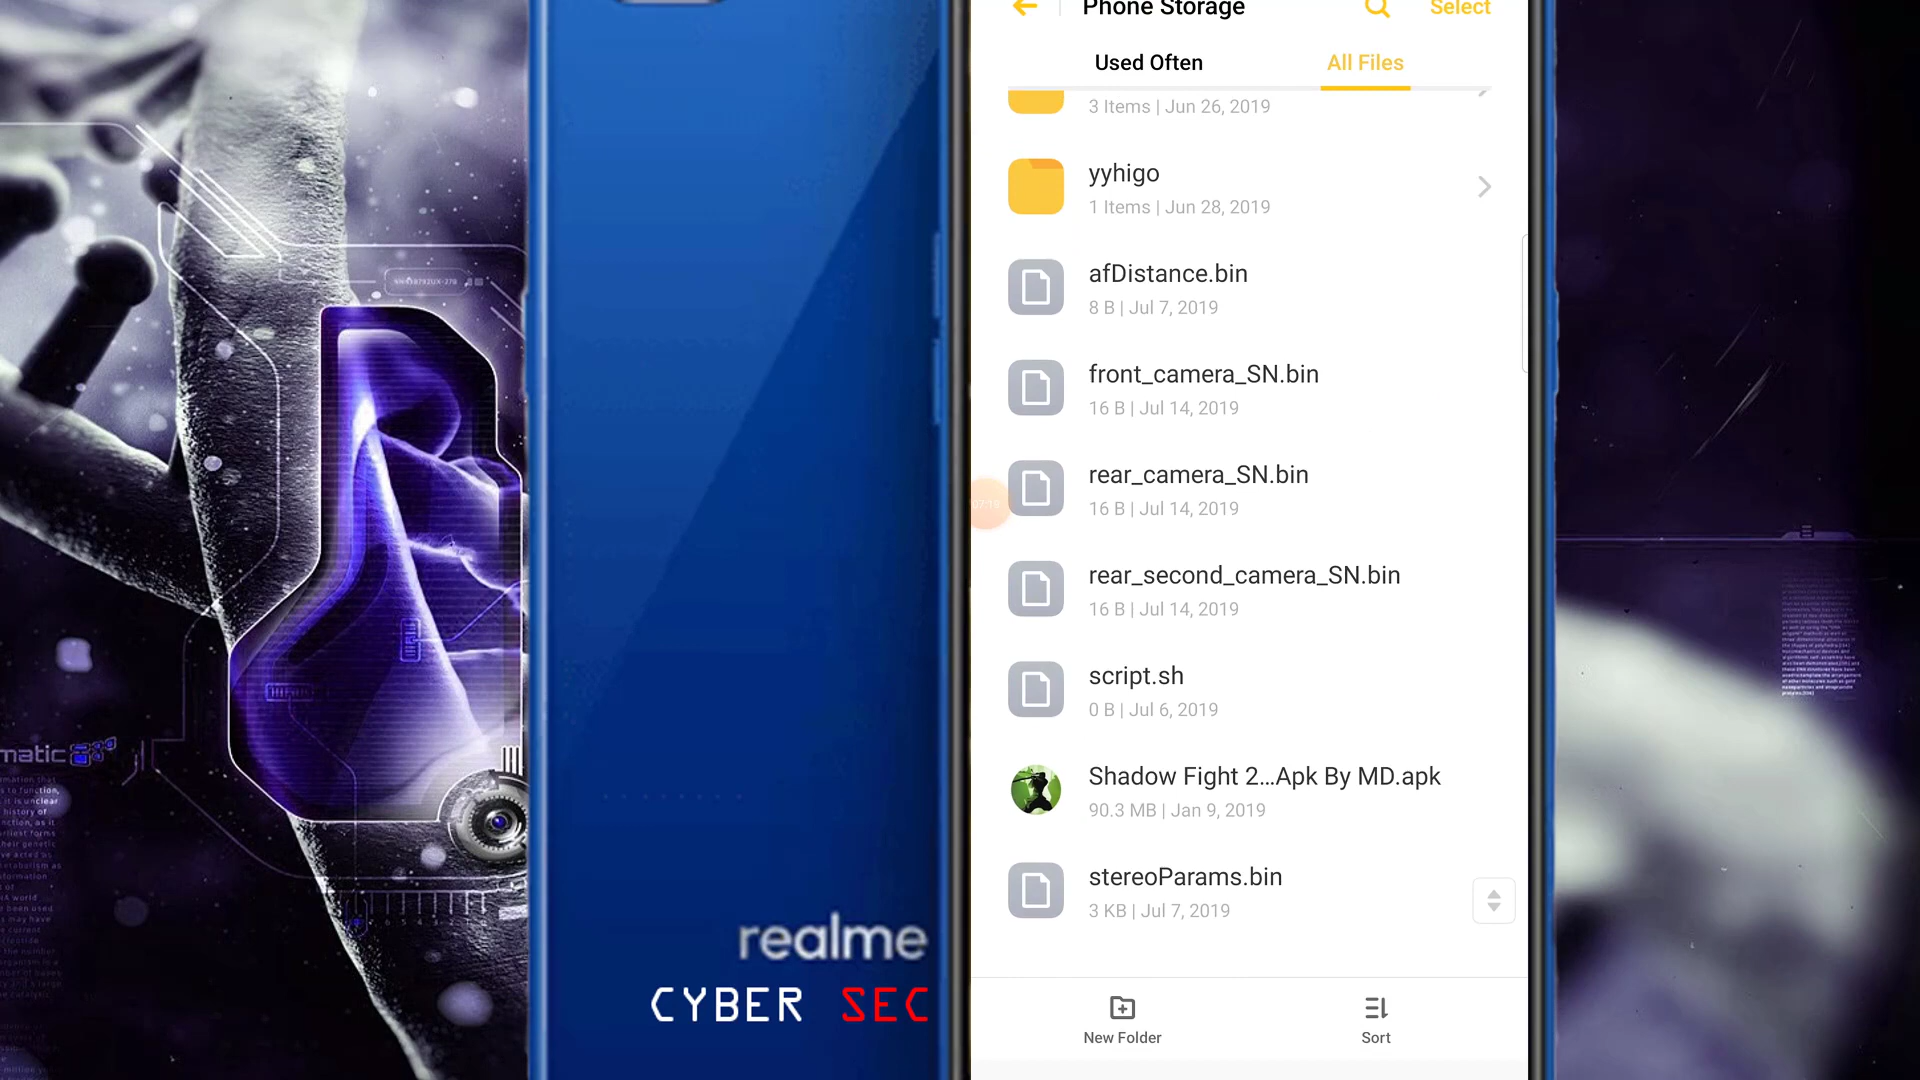 Phone Storage
Select
Used Often
All Files
3 Items | Jun 26, 2019
yyhigo
1 Items | Jun 28, 2019
afDistance.bin
8 B | Jul 7, 2019
front_camera_SN.bin
16 B | Jul 14, 2019
rear_camera_SN.bin
16 B | Jul 14, 2019
rear_second_camera_SN.bin
16 B | Jul 14, 2019
script.sh
0 B | Jul 6, 2019
Shadow Fight 2...Apk By MD.apk
90.3 MB | Jan 9, 2019
stereoParams.bin
3 KB | Jul 7, 2019
New Folder
Sort
realme
CYBER SEC
matic